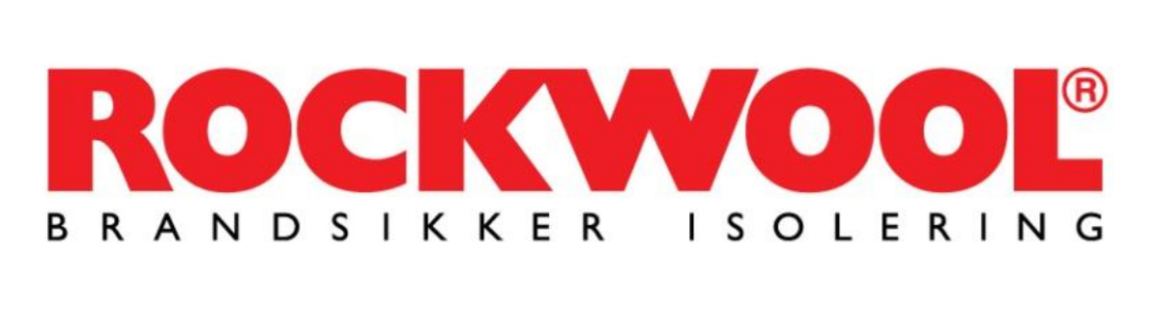 ROCKWOOL®
BRANDSIKKER ISOLERING